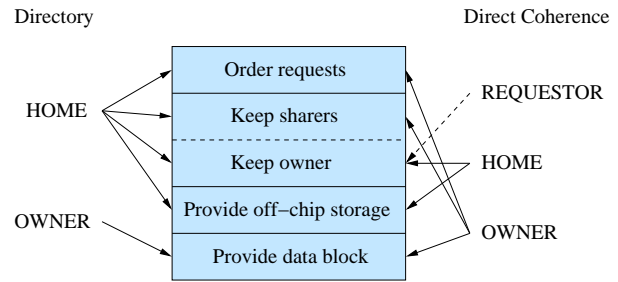 Directory
Direct Coherence
Order requests
REQUESTOR
HOME
Keep sharers
Keep owner
HOME
Provide off−chip storage
OWNER
OWNER
Provide data block